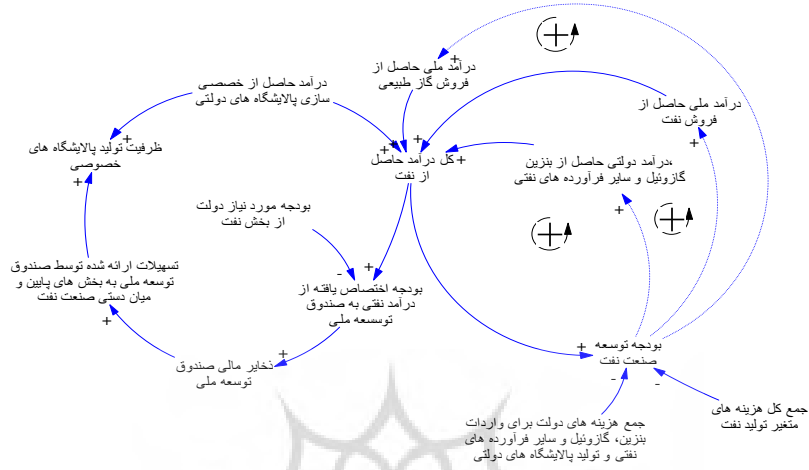 درآمد ملی حاصل از
فروش گاز طبیعی
درآمد حاصل از خصصی
سازی پالایشگاه های دولتی
درآمد ملی حاصل از
فروش نفت
ظرفیت تولید پالایشگاه های
خصوصی
کل درآمد حاصل
از نفت
درآمد دولتی حاصل از بنزین،
گازوئیل و سایر فرآورده های نفتی
بودجه مورد نیاز دولت
از بخش نفت
تسهیلات ارائه شده توسط صندوق
توسعه ملی به بخش های پایین و
میان دستی صنعت نفت
بودجه اختصاص یافته از
درآمد نفتی به صندوق
توسسعه ملی
بودجه توسعه
صنعت نفت
ذخایر مالی صندوق
توسعه ملی
جمع کل هزینه های
متغیر تولید نفت
جمع هزینه های دولت برای واردات
بنزین، گازوئیل و سایر فرآورده های
نفتی و تولید پالایشگاه های دولتی